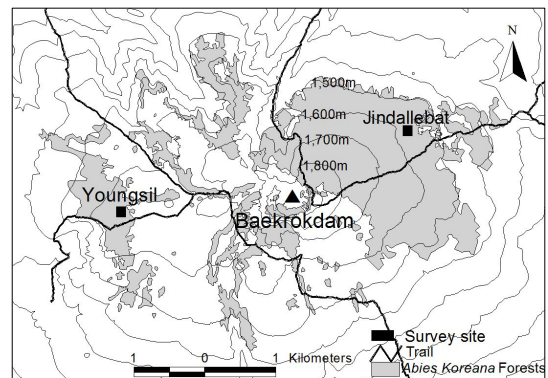 N
1,500m
Jindallebat
1,600m
1,700m
1,800m
Youngsil
Baekrokdam
Survey site
1 0 1 Kilometers
Trail
Abies Koreana Forests